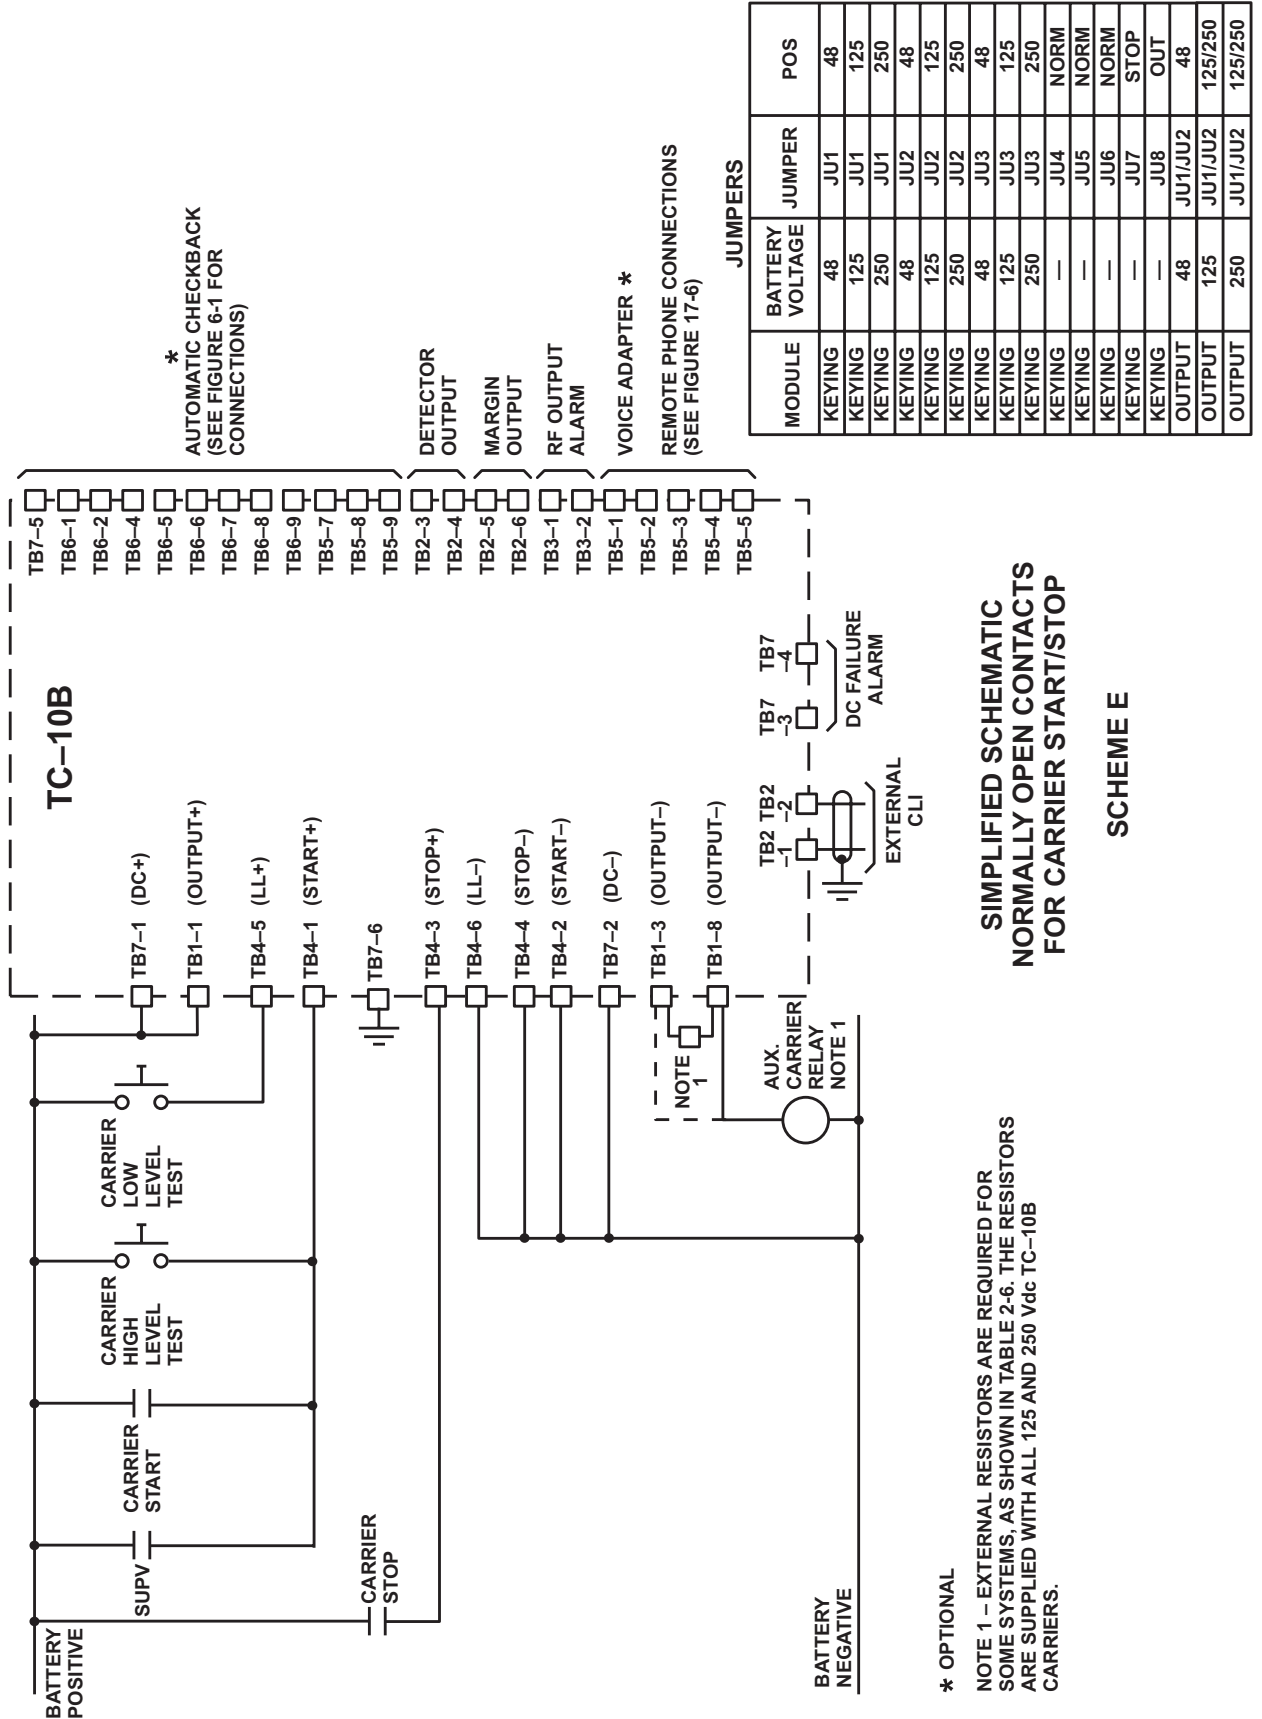 TC–10B
BATTERY
POSITIVE
SUPV
CARRIER
START
CARRIER
HIGH
LEVEL
TEST
CARRIER
LOW
LEVEL
TEST
CARRIER
STOP
BATTERY
NEGATIVE
TB7–1 (DC+)
TB1–1 (OUTPUT+)
TB4–5 (LL+)
TB4–1 (START+)
TB7–6
TB4–3 (STOP+)
TB4–6 (LL–)
TB4–4 (STOP–)
TB4–2 (START–)
TB7–2 (DC–)
TB1–3 (OUTPUT–)
TB1–8 (OUTPUT–)
NOTE
1
AUX.
CARRIER
RELAY
NOTE 1
TB2
–1
TB2
–2
EXTERNAL
CLI
TB7
–3
TB7
–4
DC FAILURE
ALARM
TB7–5
TB6–1
TB6–2
TB6–4
TB6–5
TB6–6
TB6–7
TB6–8
TB6–9
TB5–7
TB5–8
TB5–9
TB2–3
TB2–4
TB2–5
TB2–6
TB3–1
TB3–2
TB5–1
TB5–2
TB5–3
TB5–4
TB5–5
*
AUTOMATIC CHECKBACK
(SEE FIGURE 6-1 FOR
CONNECTIONS)
DETECTOR
OUTPUT
MARGIN
OUTPUT
RF OUTPUT
ALARM
VOICE ADAPTER *
REMOTE PHONE CONNECTIONS
(SEE FIGURE 17-6)
JUMPERS
MODULE BATTERY VOLTAGE JUMPER POS
KEYING 48 JU1 48
KEYING 125 JU1 125
KEYING 250 JU1 250
KEYING 48 JU2 48
KEYING 125 JU2 125
KEYING 250 JU2 250
KEYING 48 JU3 48
KEYING 125 JU3 125
KEYING 250 JU3 250
KEYING — JU4 NORM
KEYING — JU5 NORM
KEYING — JU6 NORM
KEYING — JU7 STOP
KEYING — JU8 OUT
OUTPUT 48 JU1/JU2 48
OUTPUT 125 JU1/JU2 125/250
OUTPUT 250 JU1/JU2 125/250
* OPTIONAL
NOTE 1 – EXTERNAL RESISTORS ARE REQUIRED FOR
SOME SYSTEMS, AS SHOWN IN TABLE 2-6. THE RESISTORS
ARE SUPPLIED WITH ALL 125 AND 250 Vdc TC–10B
CARRIERS.
SIMPLIFIED SCHEMATIC
NORMALLY OPEN CONTACTS
FOR CARRIER START/STOP
SCHEME E